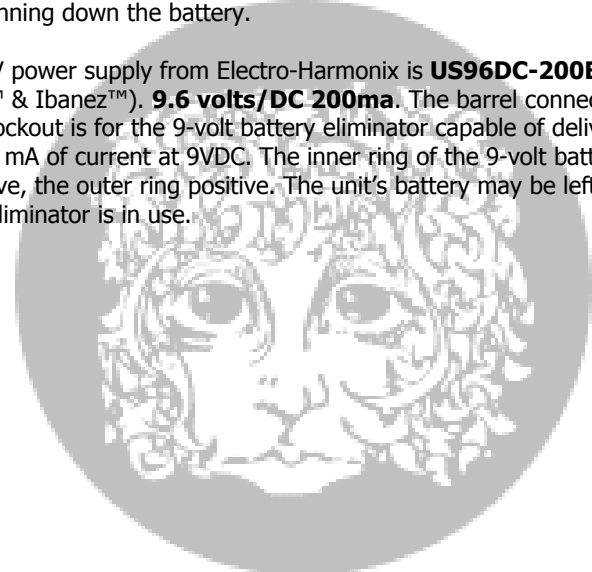 nning down the battery.
V power supply from Electro-Harmonix is US96DC-200B
™ & Ibanez™). 9.6 volts/DC 200ma. The barrel connec
ockout is for the 9-volt battery eliminator capable of deliv
mA of current at 9VDC. The inner ring of the 9-volt batt
ve, the outer ring positive. The unit’s battery may be left
liminator is in use.